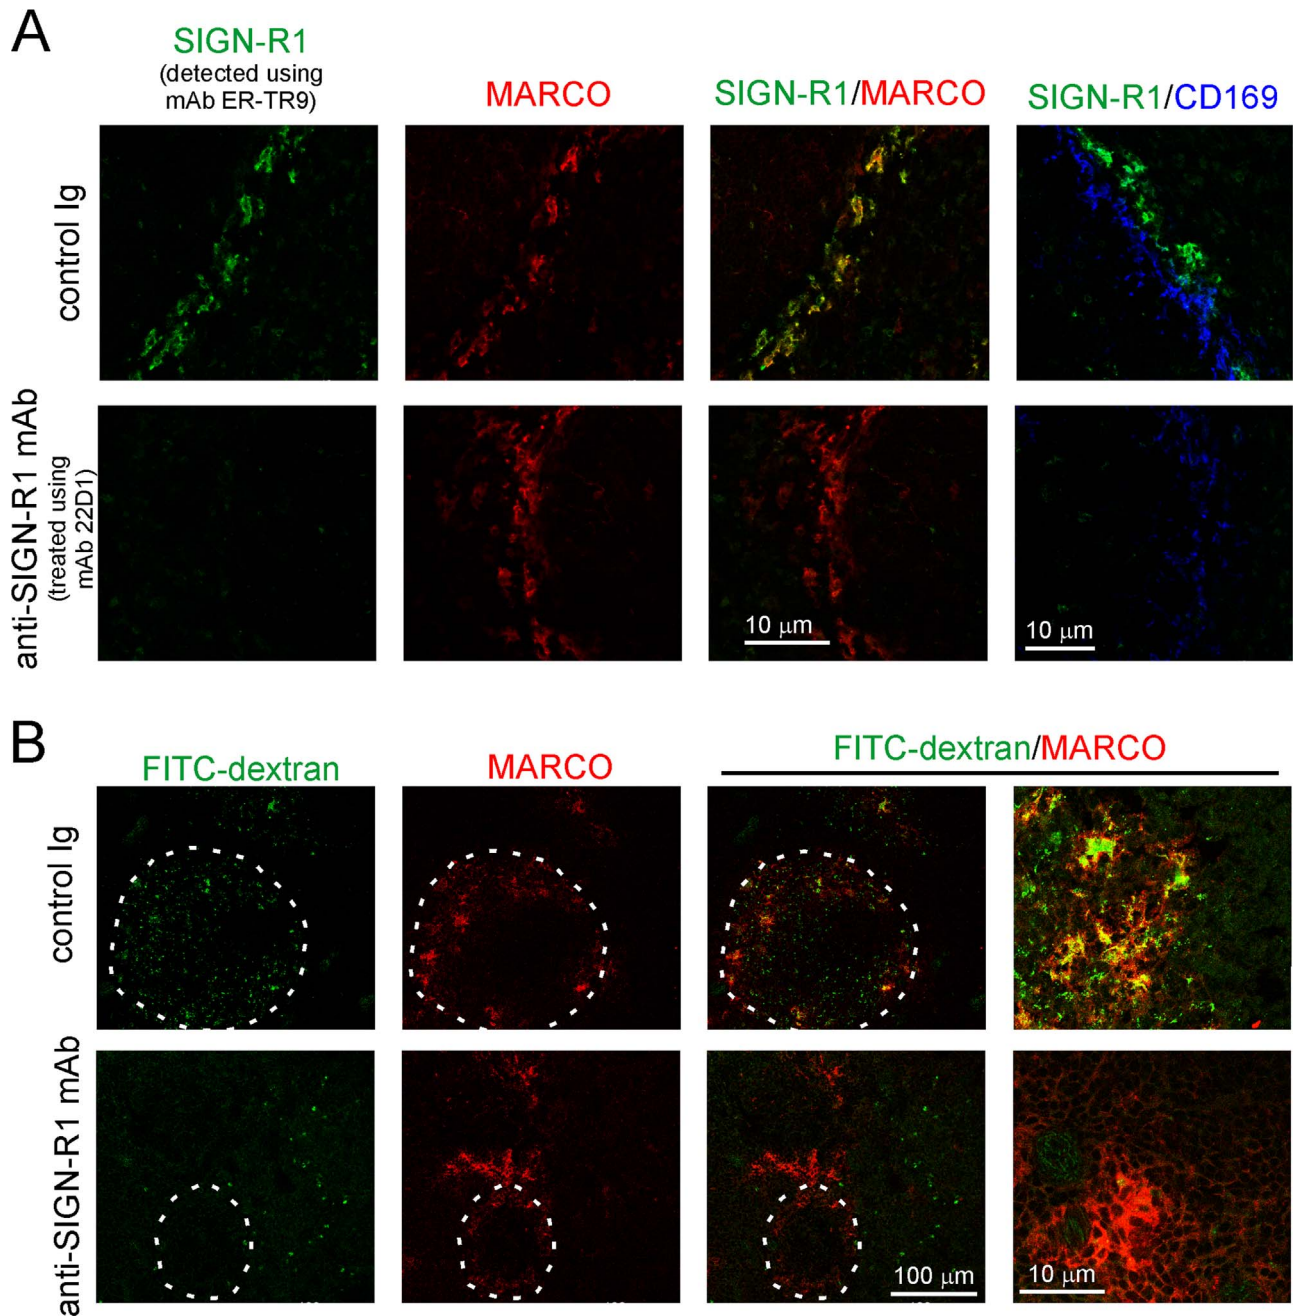 A
SIGN-R1
(detected using
mAb ER-TR9)
MARCO
SIGN-R1/MARCO
SIGN-R1/CD169
control Ig
anti-SIGN-R1 mAb
(treated using
mAb 22D1)
10 μm
10 μm
B
FITC-dextran
MARCO
FITC-dextran/MARCO
control Ig
anti-SIGN-R1 mAb
100 μm
10 μm